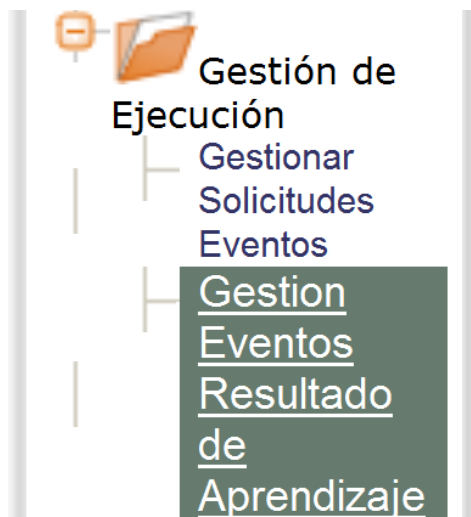 Gestión de
Ejecución
Gestionar
Solicitudes
Eventos
Gestion
Eventos
Resultado
de
Aprendizaje